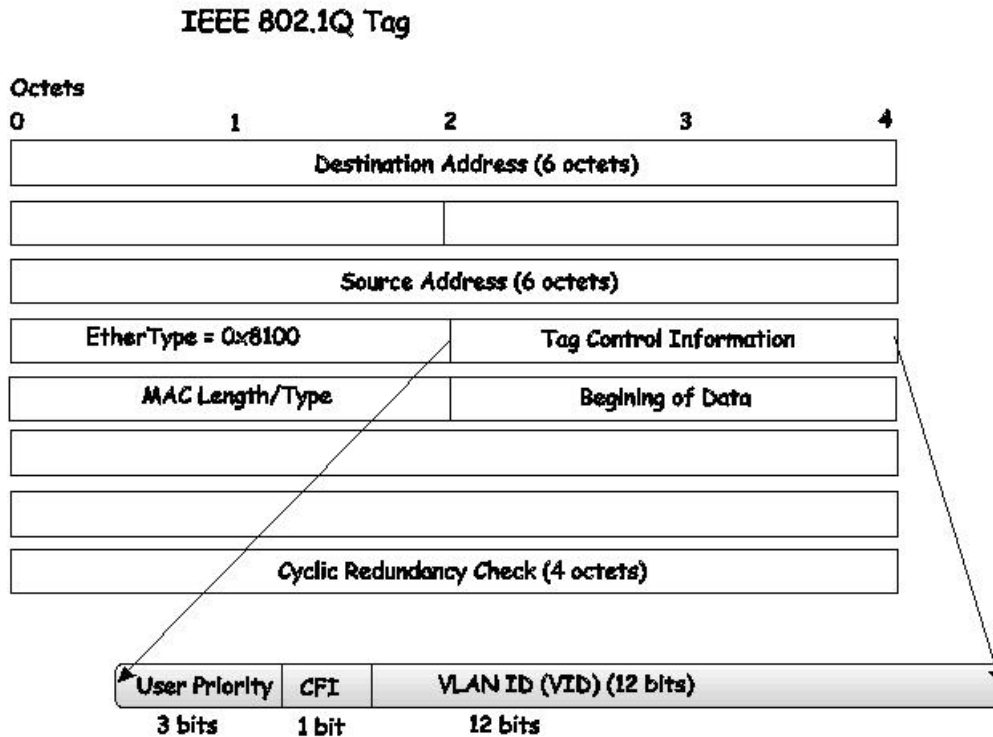 IEEE 802.1Q Tag
Octets
0 1 2 3 4
Destination Address (6 octets)
Source Address (6 octets)
EtherType = 0x8100 Tag Control Information
MAC Length/Type Begining of Data
Cyclic Redundancy Check (4 octets)
User Priority CFI VLAN ID (VID) (12 bits)
3 bits 1 bit 12 bits